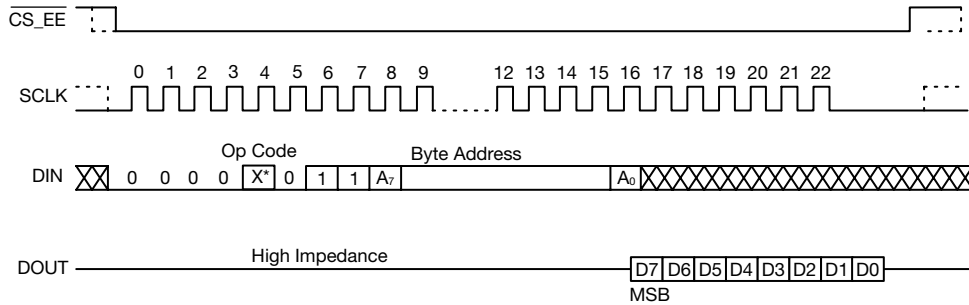 CS_EE
0 1 2 3 4 5 6 7 8 9 12 13 14 15 16 17 18 19 20 21 22
SCLK
Op Code Byte Address
DIN 0 0 0 0 X* 0 1 1 A7 A0
High Impedance
DOUT D7 D6 D5 D4 D3 D2 D1 D0
MSB